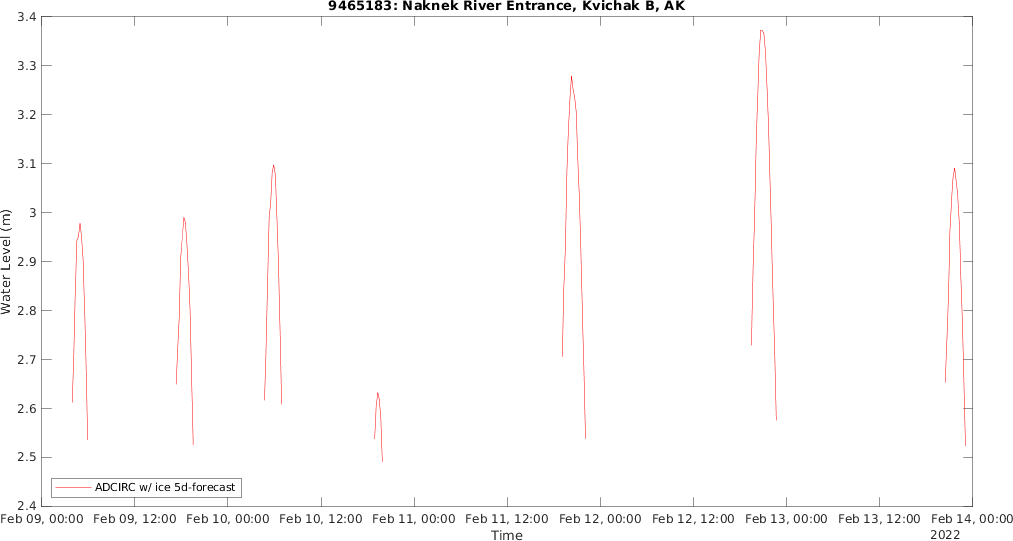 9465183: Naknek River Entrance, Kvichak B, AK
Water Level (m)
3.4
3.3
3.2
3.1
3
2.9
2.8
2.7
2.6
2.5
2.4
ADCIRC w/ ice 5d-forecast
Feb 09, 00:00 Feb 09, 12:00 Feb 10, 00:00 Feb 10, 12:00 Feb 11, 00:00 Feb 11, 12:00 Feb 12, 00:00 Feb 12, 12:00 Feb 13, 00:00 Feb 13, 12:00 Feb 14, 00:00
Time
2022